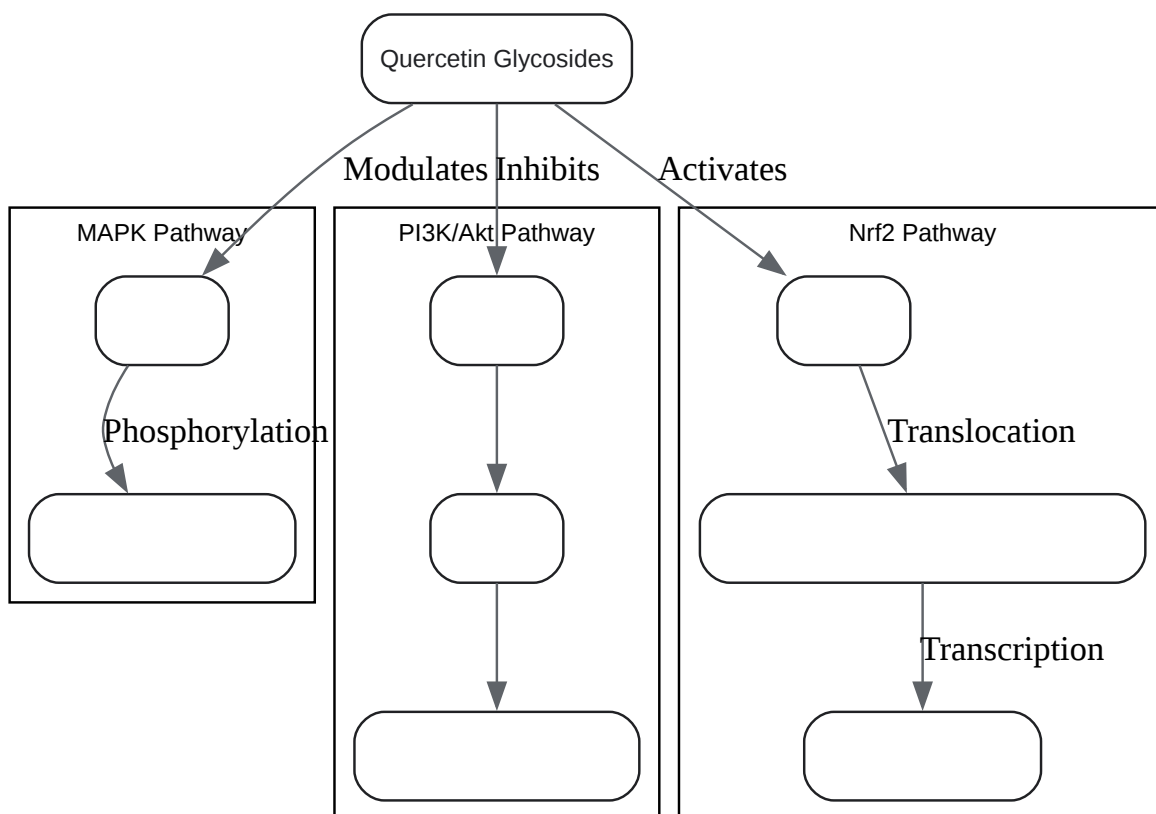 Quercetin Glycosides
Modulates
Inhibits
Activates
MAPK Pathway
PI3K/Akt Pathway
Nrf2 Pathway
Phosphorylation
Translocation
Transcription